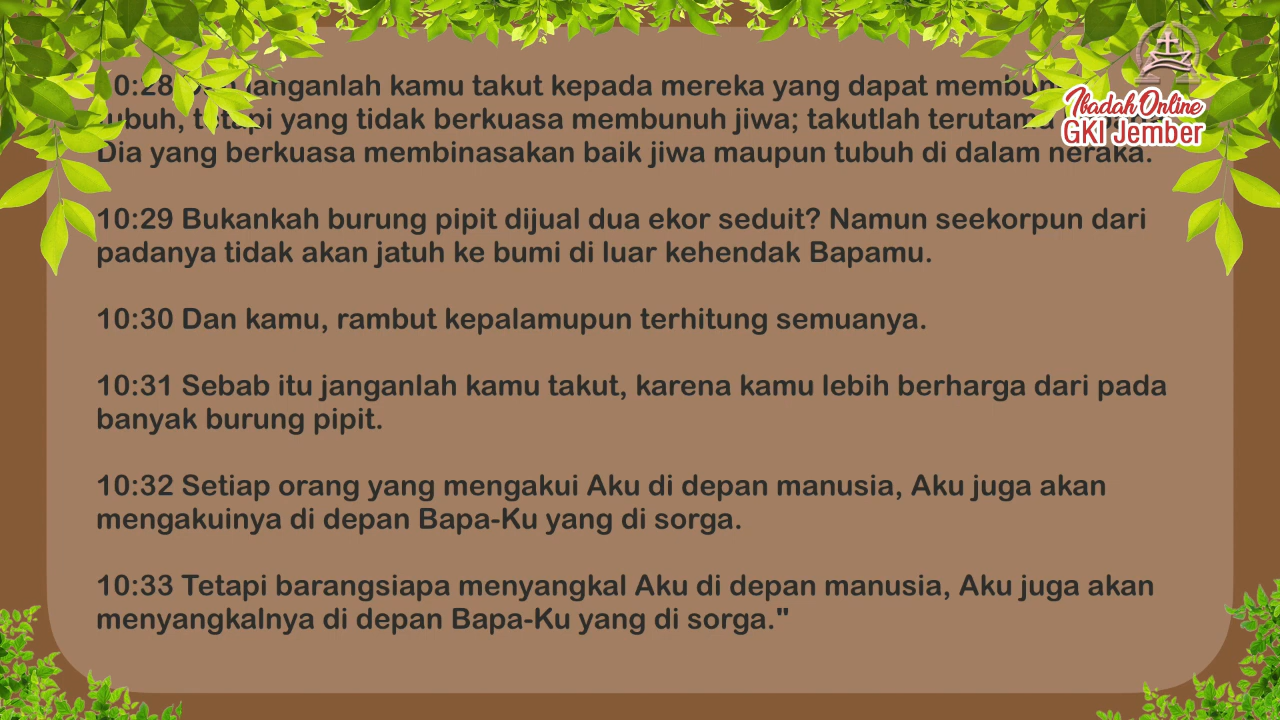 10:28 Dan janganlah kamu takut kepada mereka yang dapat membunuh
tubuh, tetapi yang tidak berkuasa membunuh jiwa; takutlah terutama
Dia yang berkuasa membinasakan baik jiwa maupun tubuh di dalam neraka.
10:29 Bukankah burung pipit dijual dua ekor seduit? Namun seekorpun dari
padanya tidak akan jatuh ke bumi di luar kehendak Bapamu.
10:30 Dan kamu, rambut kepalamupun terhitung semuanya.
10:31 Sebab itu janganlah kamu takut, karena kamu lebih berharga dari pada
banyak burung pipit.
10:32 Setiap orang yang mengakui Aku di depan manusia, Aku juga akan
mengakuinya di depan Bapa-Ku yang di sorga.
10:33 Tetapi barangsiapa menyangkal Aku di depan manusia, Aku juga akan
menyangkalnya di depan Bapa-Ku yang di sorga."
Ibadah Online
GKI Jember